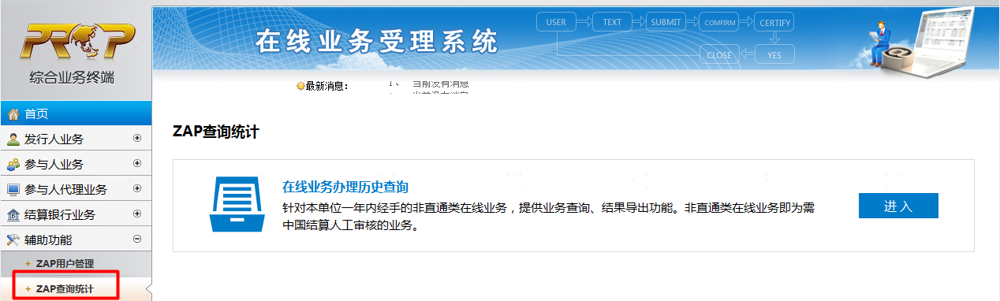 PROP
综合业务终端
在线业务受理系统
USER
TEXT
SUBMIT
COMFIRM
CERTIFY
CLOSE
YES
最新消息：
1、 当前没有消息
首页
发行人业务
参与人业务
参与人代理业务
结算银行业务
辅助功能
+ ZAP用户管理
+ ZAP查询统计
ZAP查询统计
在线业务办理历史查询
针对本单位一年内经手的非直通类在线业务，提供业务查询、结果导出功能。非直通类在线业务即为需
中国结算人工审核的业务。
进 入